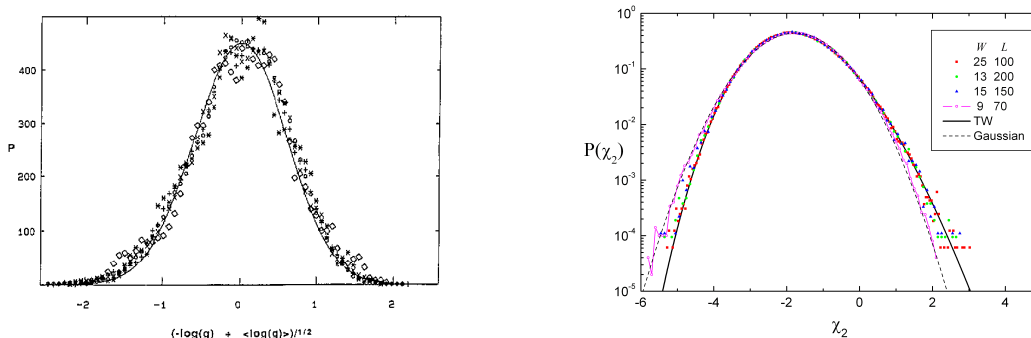 400
300
P
200
100
-2 -1 0 1 2
(-log(g) + <log(g)>)/1/2
10^0
10^-1
10^-2
P(χ_2)
10^-3
10^-4
10^-5
-6 -4 -2 0 2 4
χ_2
W L
25 100
13 200
15 150
9 70
TW
Gaussian